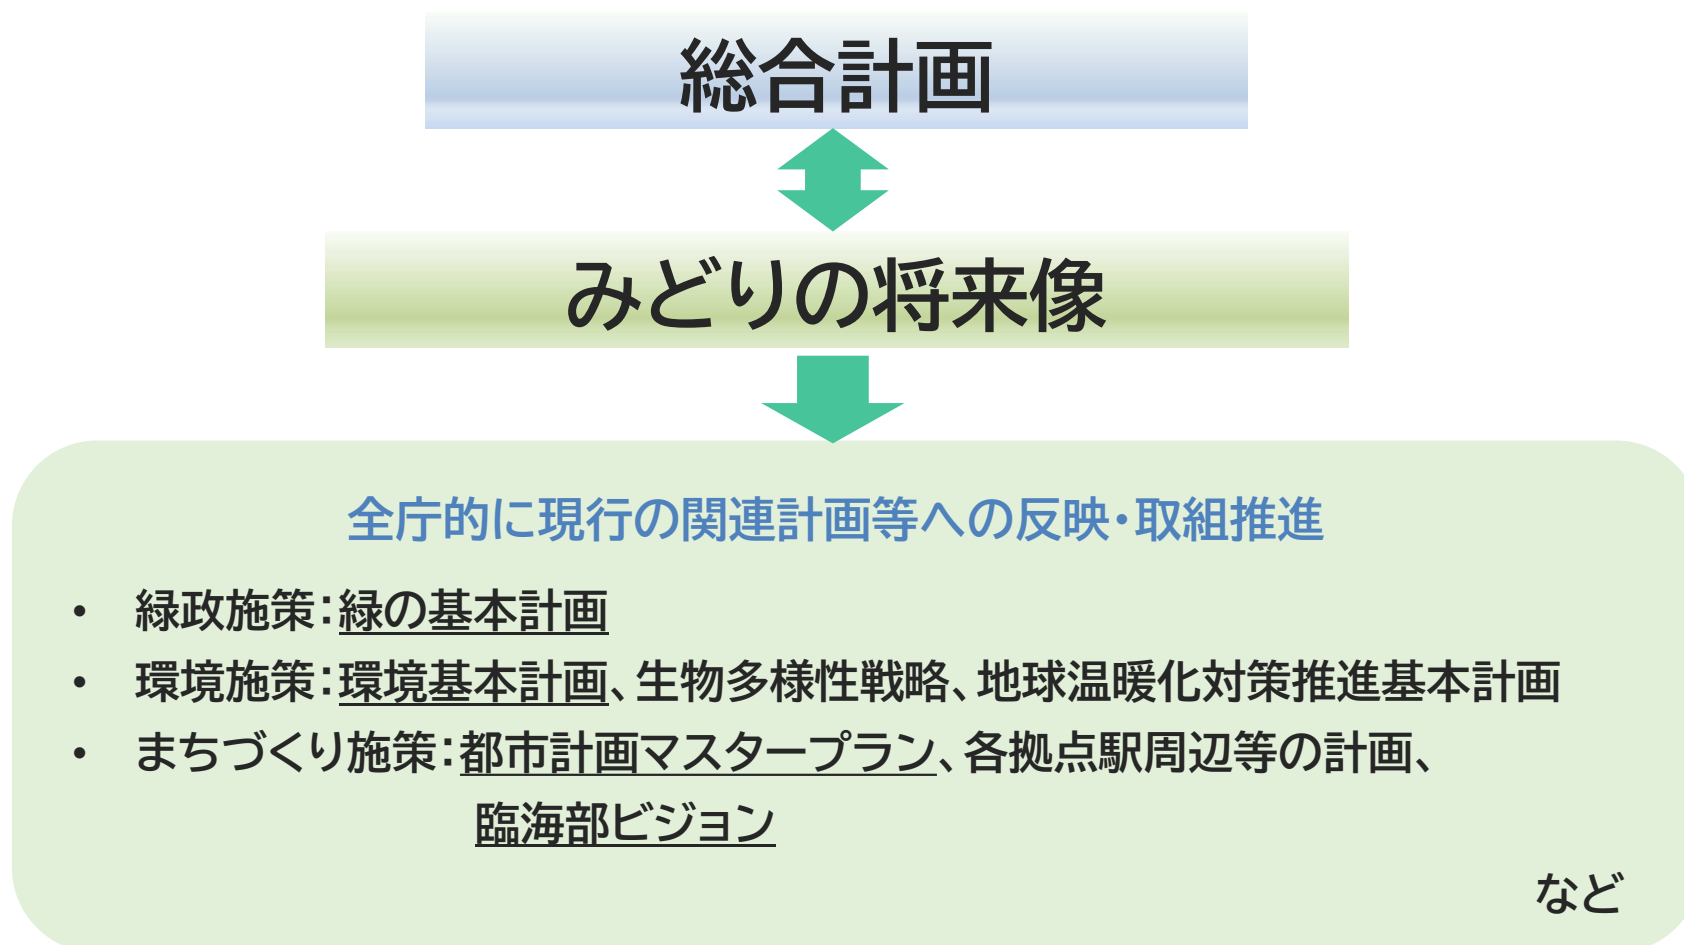 総合計画
みどりの将来像
全庁的に現行の関連計画等への反映・取組推進
• 緑政施策：緑の基本計画
• 環境施策：環境基本計画、生物多様性戦略、地球温暖化対策推進基本計画
• まちづくり施策：都市計画マスタープラン、各拠点駅周辺等の計画、
臨海部ビジョン
など